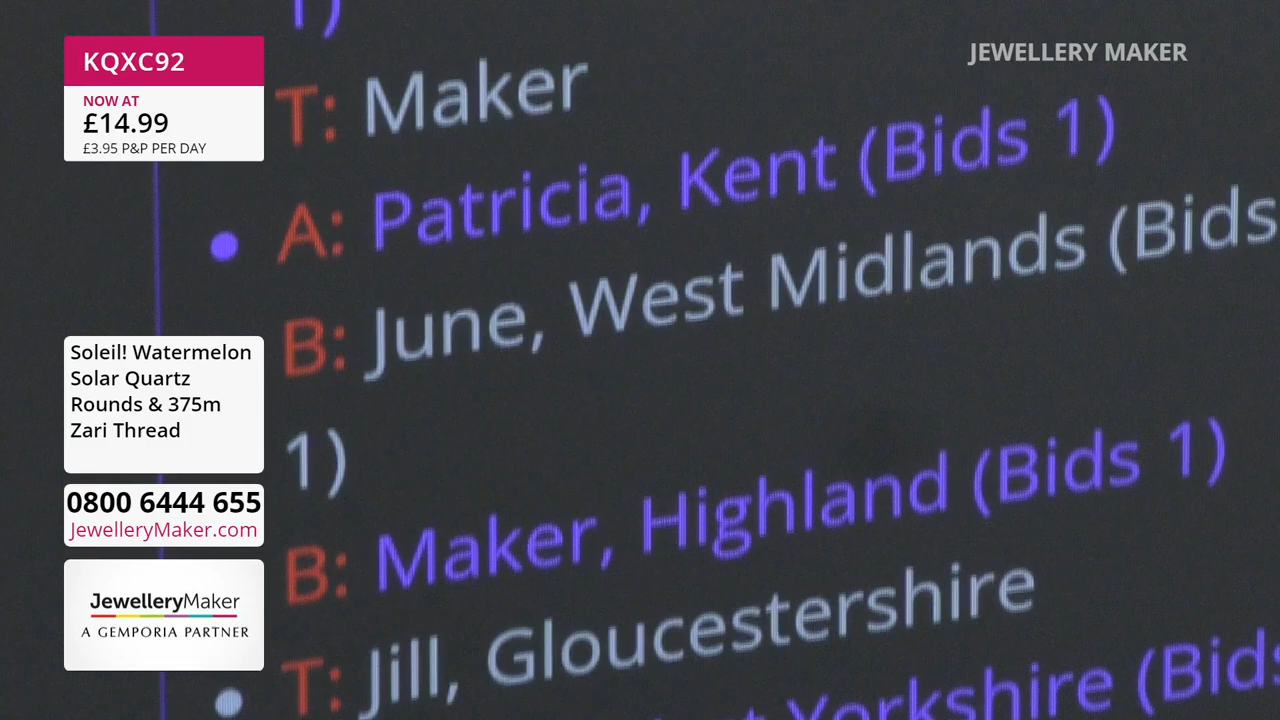 KQXC92
NOW AT
£14.99
£3.95 P&P PER DAY
JEWELLERY MAKER
1)
T: Maker
A: Patricia, Kent (Bids 1)
B: June, West Midlands (Bids
1)
B: Maker, Highland (Bids 1)
T: Jill, Gloucestershire
Yorkshire (Bids
Soleil! Watermelon
Solar Quartz
Rounds & 375m
Zari Thread
0800 6444 655
JewelleryMaker.com
JewelleryMaker
A GEMPORIA PARTNER